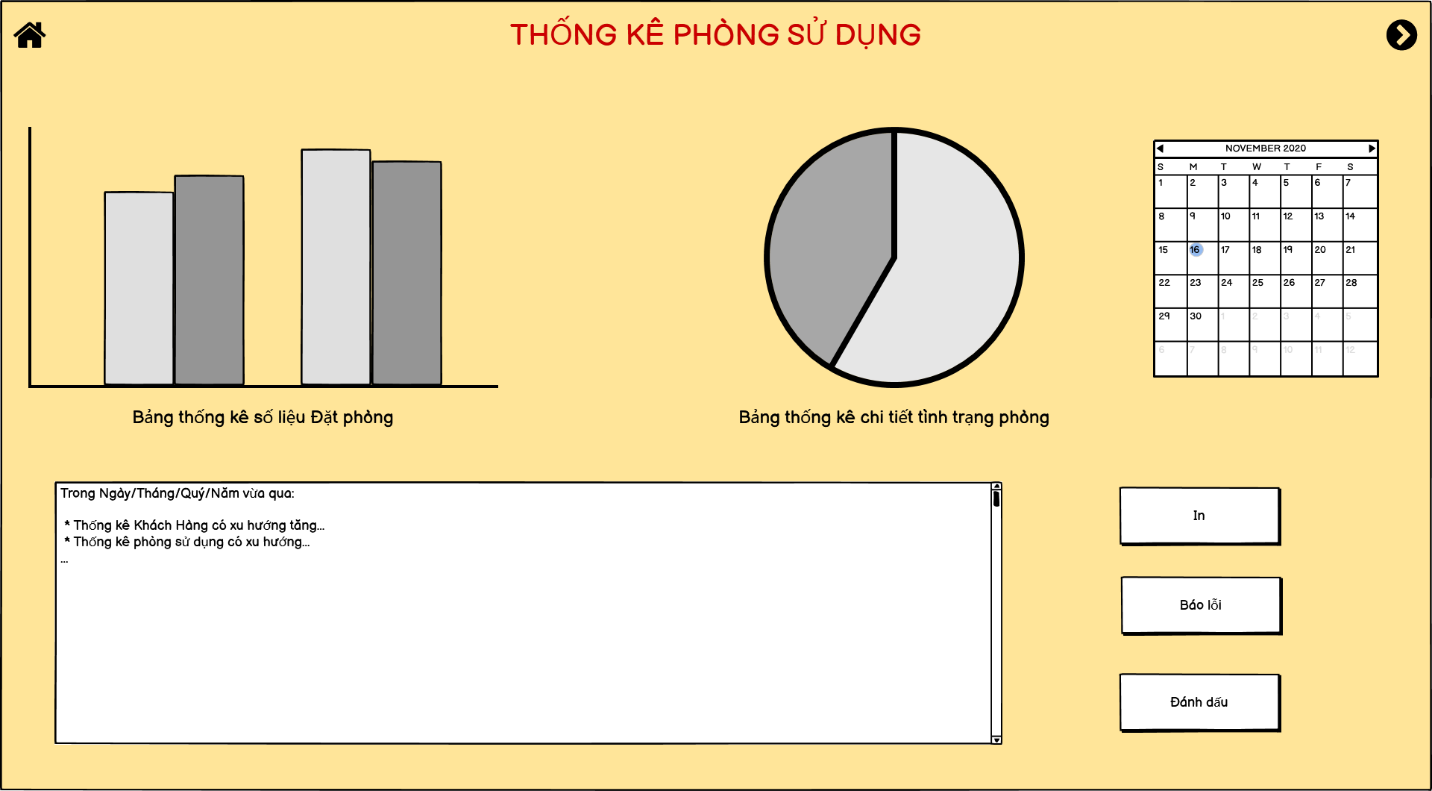 THỐNG KÊ PHÒNG SỬ DỤNG
NOVEMBER 2020
S M T W T F S
1 2 3 4 5 6 7
8 9 10 11 12 13 14
15 16 17 18 19 20 21
22 23 24 25 26 27 28
29 30 1 2 3 4 5
6 7 8 9 10 11 12
Bảng thống kê số liệu Đặt phòng
Bảng thống kê chi tiết tình trạng phòng
Trong Ngày/Tháng/Quý/Năm vừa qua:
* Thống kê Khách Hàng có xu hướng tăng...
* Thống kê phòng sử dụng có xu hướng...
...
In
Báo lỗi
Đánh dấu